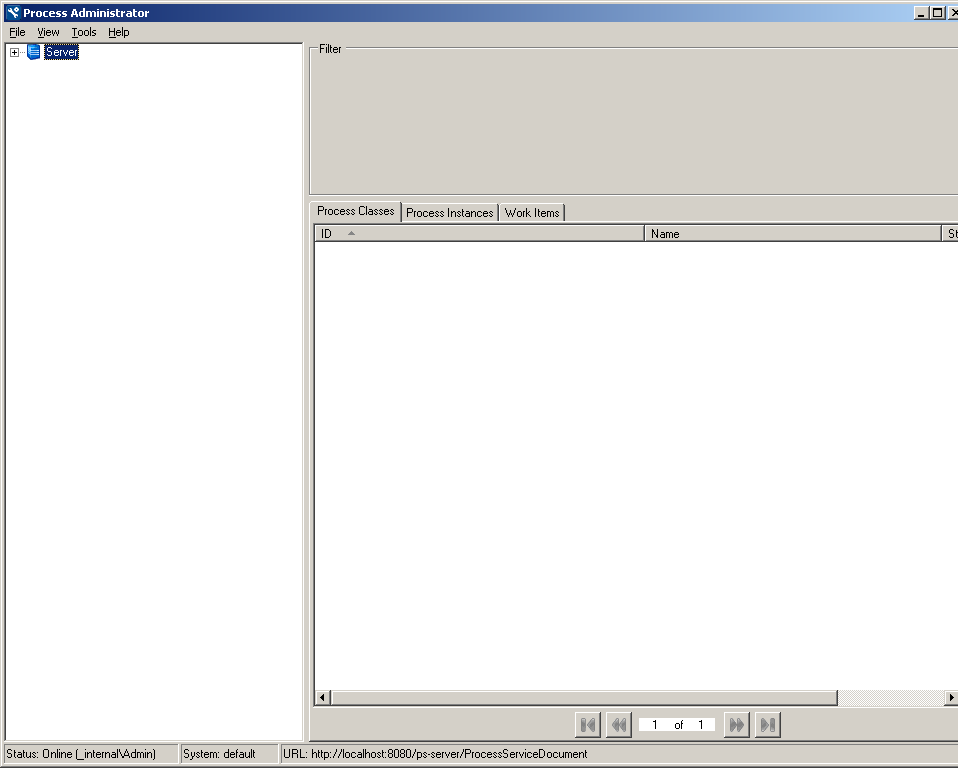 Process Administrator
File View Tools Help
Server
Filter
Process Classes Process Instances Work Items
ID Name St
1 of 1
Status: Online (_internal\Admin) System: default URL: http://localhost:8080/ps-server/ProcessServiceDocument